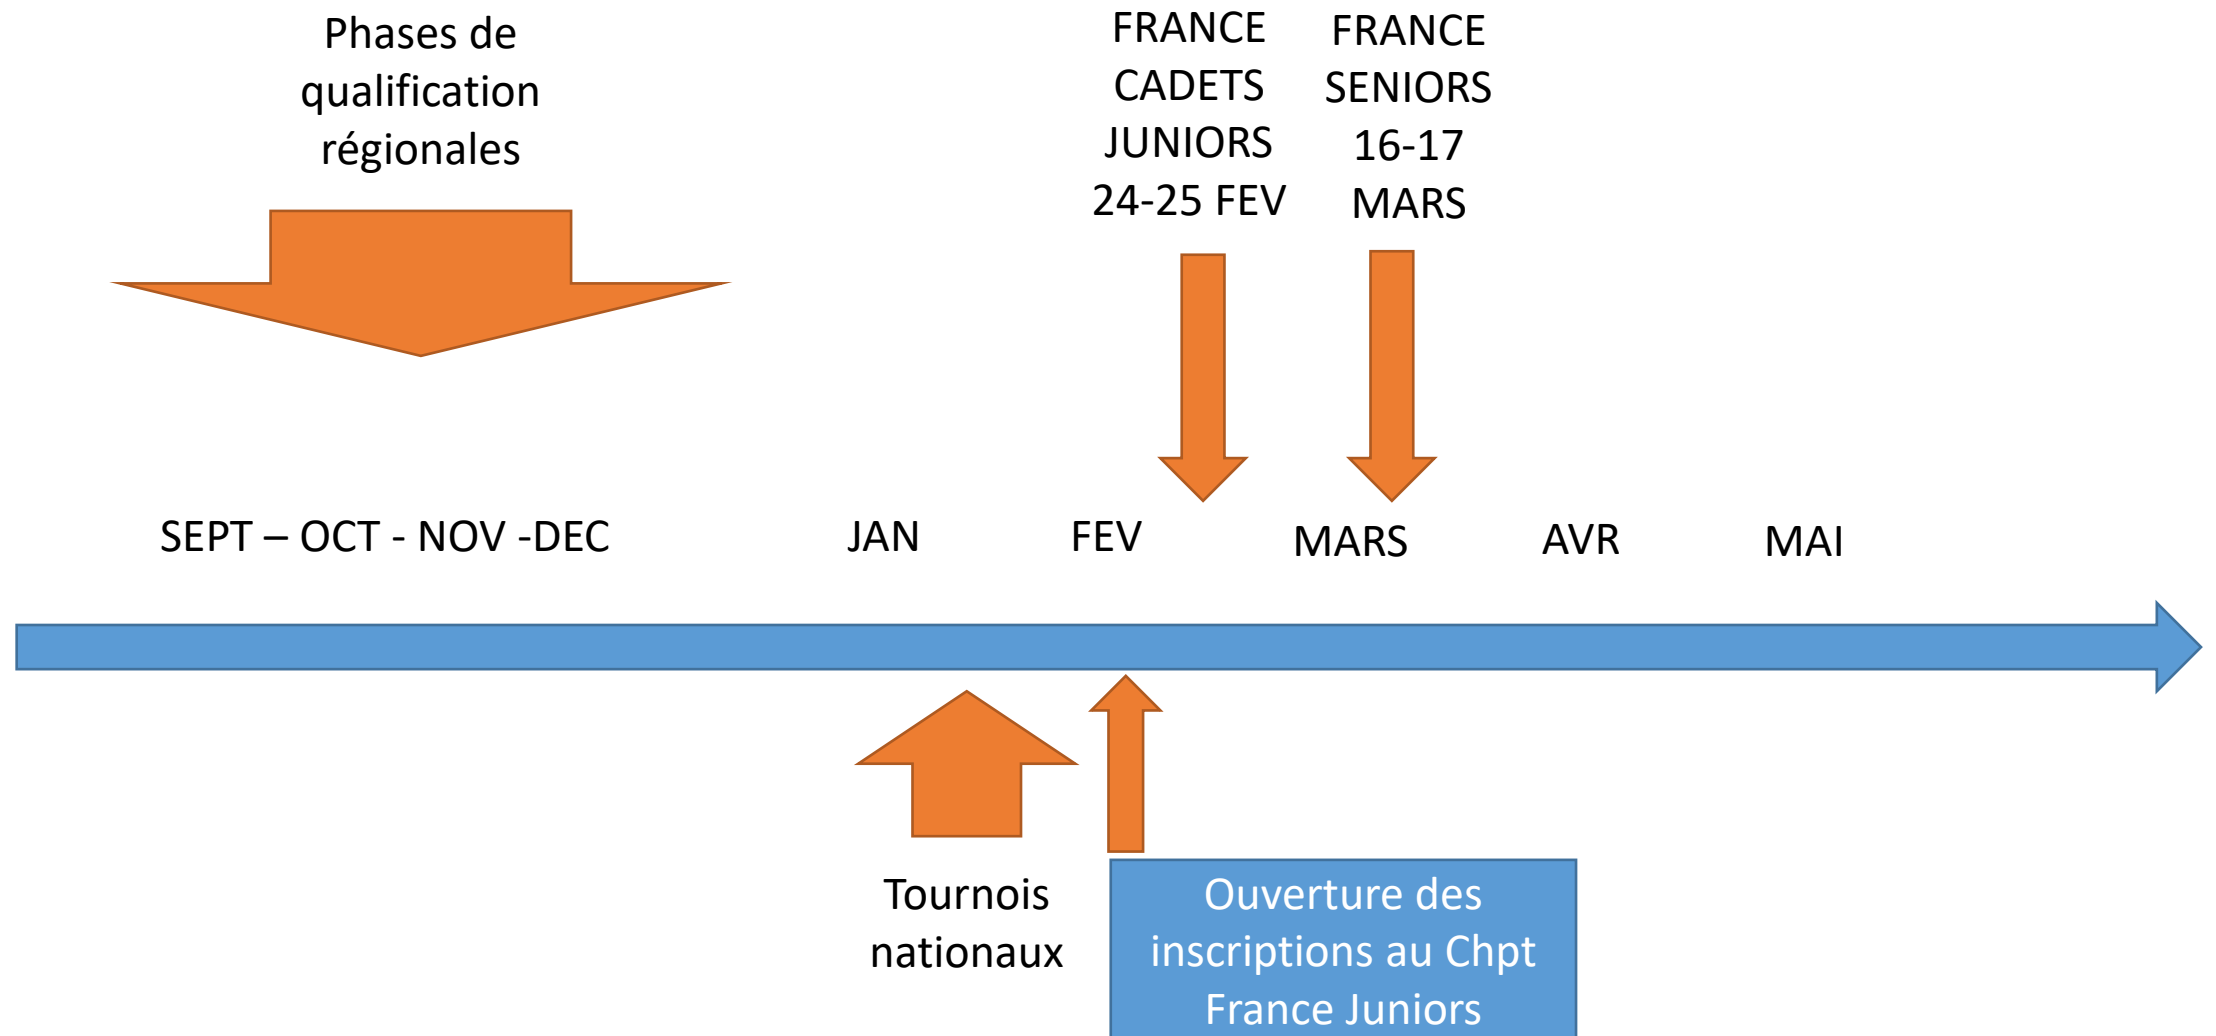 Phases de
qualification
régionales
FRANCE
CADETS
JUNIORS
24-25 FEV
FRANCE
SENIORS
16-17
MARS
SEPT – OCT - NOV -DEC
JAN
FEV
MARS
AVR
MAI
Tournois
nationaux
Ouverture des
inscriptions au Chpt
France Juniors